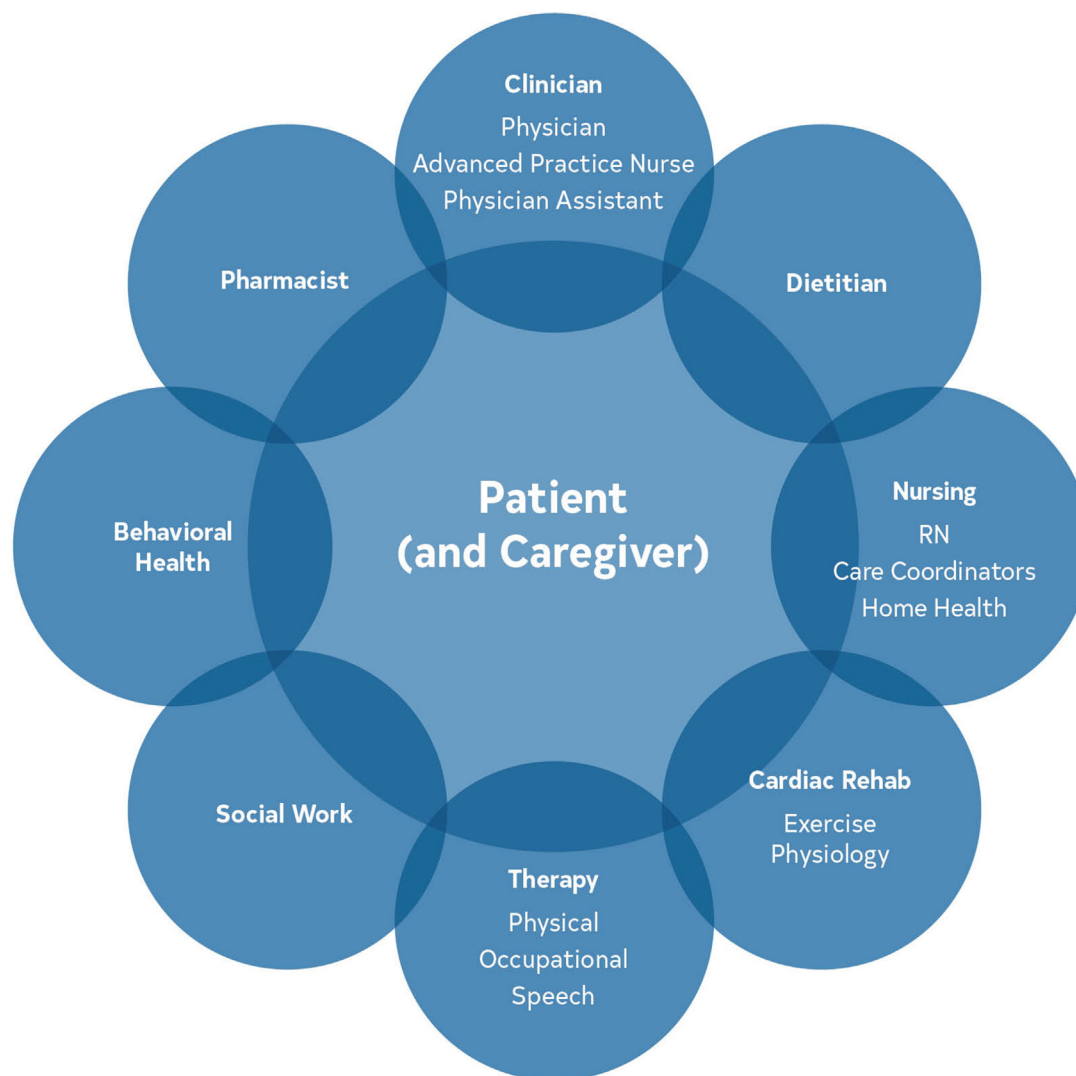 Clinician
Physician
Advanced Practice Nurse
Physician Assistant
Pharmacist
Dietitian
Patient
(and Caregiver)
Nursing
RN
Care Coordinators
Home Health
Behavioral
Health
Cardiac Rehab
Exercise
Physiology
Social Work
Therapy
Physical
Occupational
Speech